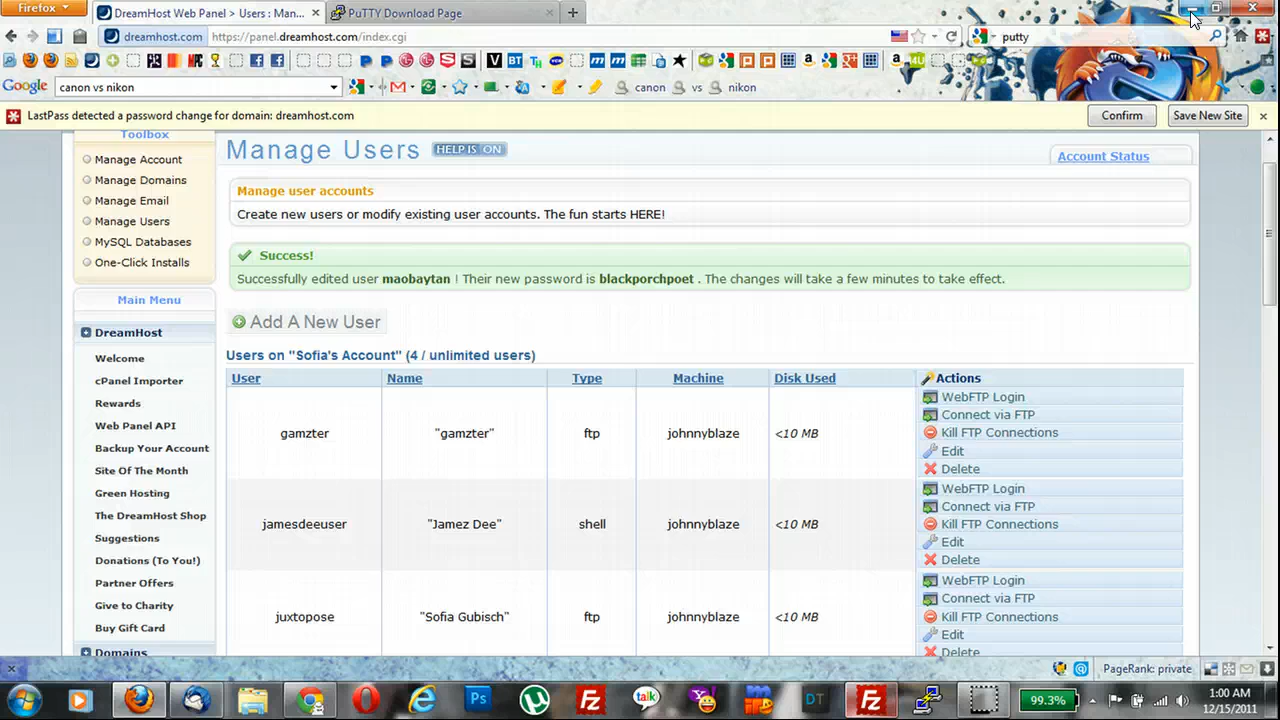 Firefox
DreamHost Web Panel > Users : Man...
PuTTY Download Page
dreamhost.com
https://panel.dreamhost.com/index.cgi
putty
Google
canon vs nikon
canon
vs
nikon
LastPass detected a password change for domain: dreamhost.com
Confirm
Save New Site
Toolbox
Manage Account
Manage Domains
Manage Email
Manage Users
MySQL Databases
One-Click Installs
Main Menu
DreamHost
Welcome
cPanel Importer
Rewards
Web Panel API
Backup Your Account
Site Of The Month
Green Hosting
The DreamHost Shop
Suggestions
Donations (To You!)
Partner Offers
Give to Charity
Buy Gift Card
Domains
Manage Users
HELP IS ON
Account Status
Manage user accounts
Create new users or modify existing user accounts. The fun starts HERE!
Success!
Successfully edited user maobaytan ! Their new password is blackporchpoet . The changes will take a few minutes to take effect.
Add A New User
Users on "Sofia's Account" (4 / unlimited users)
User Name Type Machine Disk Used Actions
gamzter "gamzter" ftp johnnyblaze <10 MB
WebFTP Login
Connect via FTP
Kill FTP Connections
Edit
Delete
jamesdeeuser "Jamez Dee" shell johnnyblaze <10 MB
WebFTP Login
Connect via FTP
Kill FTP Connections
Edit
Delete
juxtopose "Sofia Gubisch" ftp johnnyblaze <10 MB
WebFTP Login
Connect via FTP
Kill FTP Connections
Edit
Delete
PageRank: private
Ps
talk
DT
99.3%
1:00 AM
12/15/2011